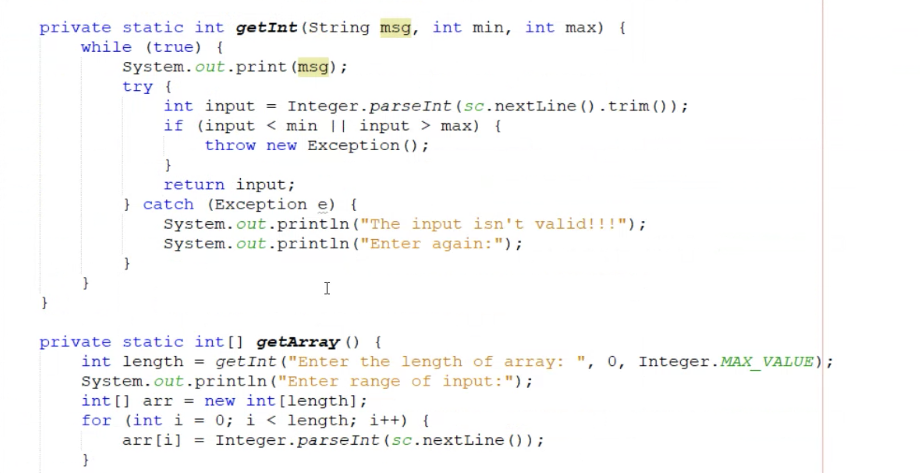 private static int getInt(String msg, int min, int max) {
while (true) {
System.out.print(msg);
try {
int input = Integer.parseInt(sc.nextLine().trim());
if (input < min || input > max) {
throw new Exception();
}
return input;
} catch (Exception e) {
System.out.println("The input isn't valid!!!");
System.out.println("Enter again:");
}
}
}
private static int[] getArray() {
int length = getInt("Enter the length of array: ", 0, Integer.MAX_VALUE);
System.out.println("Enter range of input:");
int[] arr = new int[length];
for (int i = 0; i < length; i++) {
arr[i] = Integer.parseInt(sc.nextLine());
}